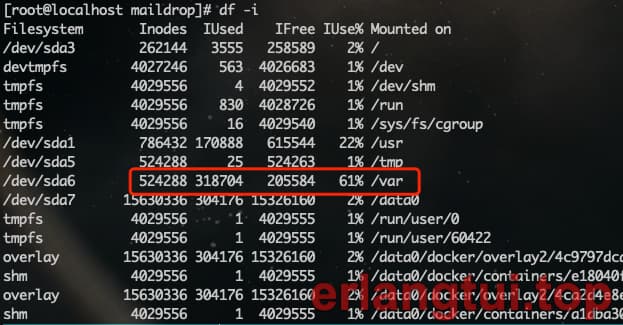 [root@localhost maildrop]# df -i
Filesystem Inodes IUsed IFree IUse% Mounted on
/dev/sda3 262144 3555 258589 2% /
devtmpfs 4027246 563 4026683 1% /dev
tmpfs 4029556 4 4029552 1% /dev/shm
tmpfs 4029556 830 4028726 1% /run
tmpfs 4029556 16 4029540 1% /sys/fs/cgroup
/dev/sda1 786432 170888 615544 22% /usr
/dev/sda5 524288 25 524263 1% /tmp
/dev/sda6 524288 318704 205584 61% /var
/dev/sda7 15630336 304176 15326160 2% /data0
tmpfs 4029556 1 4029555 1% /run/user/0
tmpfs 4029556 1 4029555 1% /run/user/60422
overlay 15630336 304176 15326160 2% /data0/docker/overlay2/4c9797dc
shm 4029556 1 4029555 1% /data0/docker/containers/e18040f
overlay 15630336 304176 15326160 2% /data0/docker/overlay2/4ca2d4e8e
shm 4029556 1 4029555 1% /data0/docker/containers/a1dba30
erlangtui.top